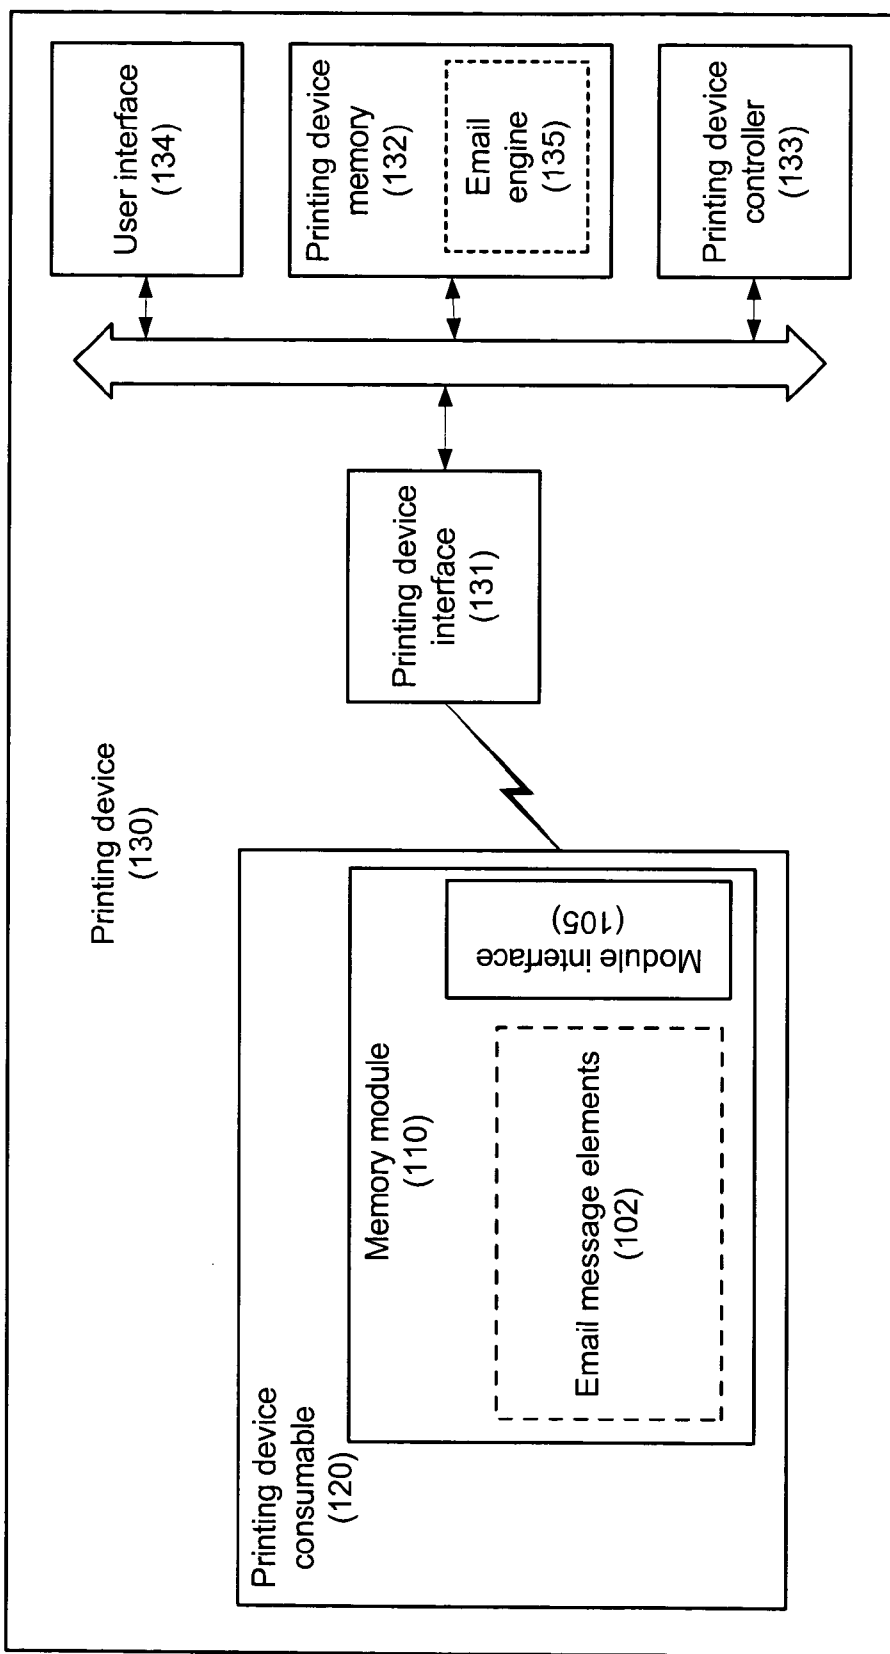 Printing device
(130)
Printing device
consumable
(120)
Memory module
(110)
Email message elements
(102)
Module interface
(105)
Printing device
interface
(131)
User interface
(134)
Printing device
memory
(132)
Email
engine
(135)
Printing device
controller
(133)